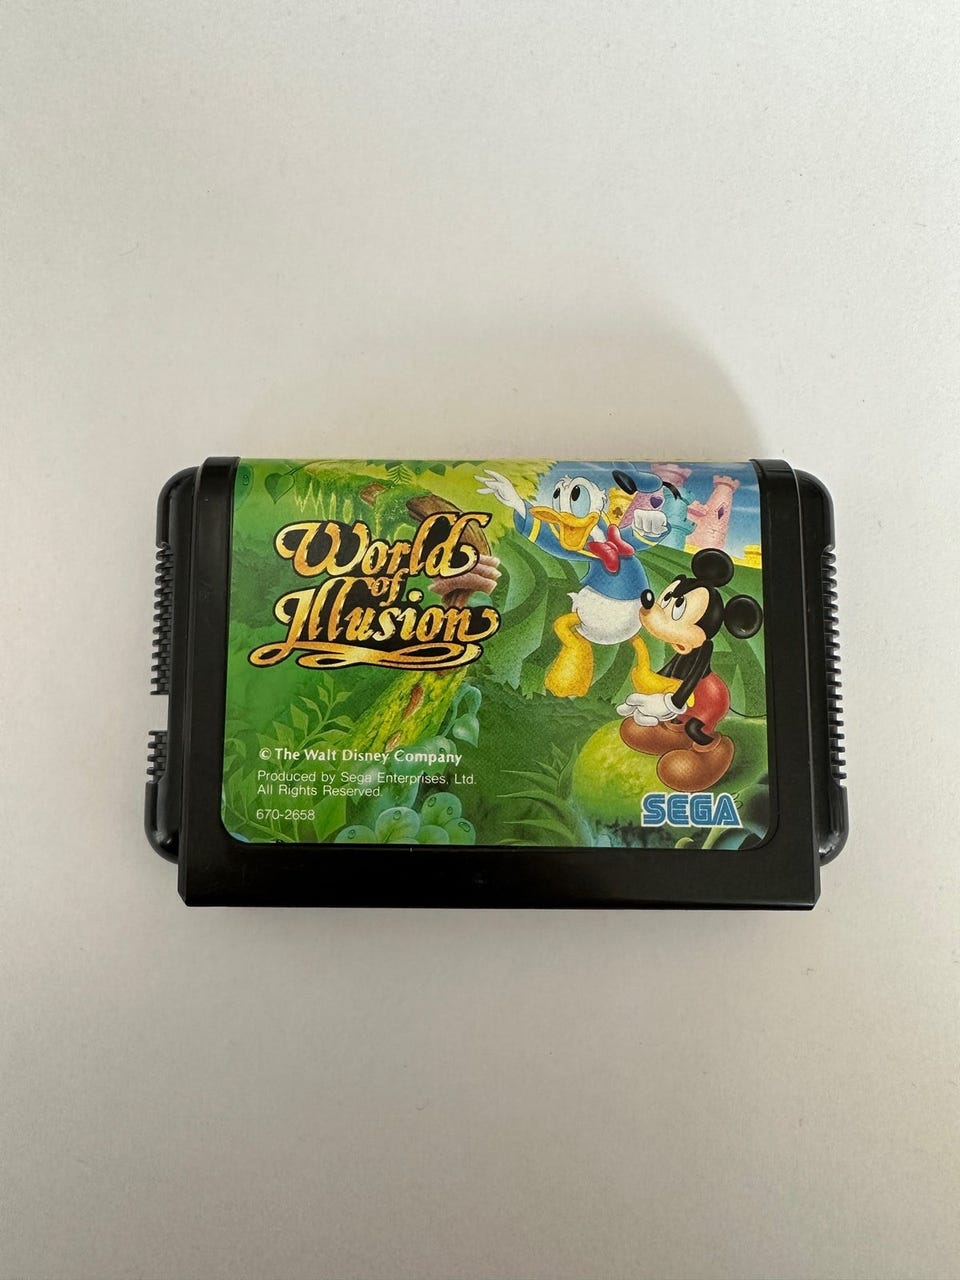 World
of
Illusion
© The Walt Disney Company
Produced by Sega Enterprises, Ltd.
All Rights Reserved.
670-2658
SEGA